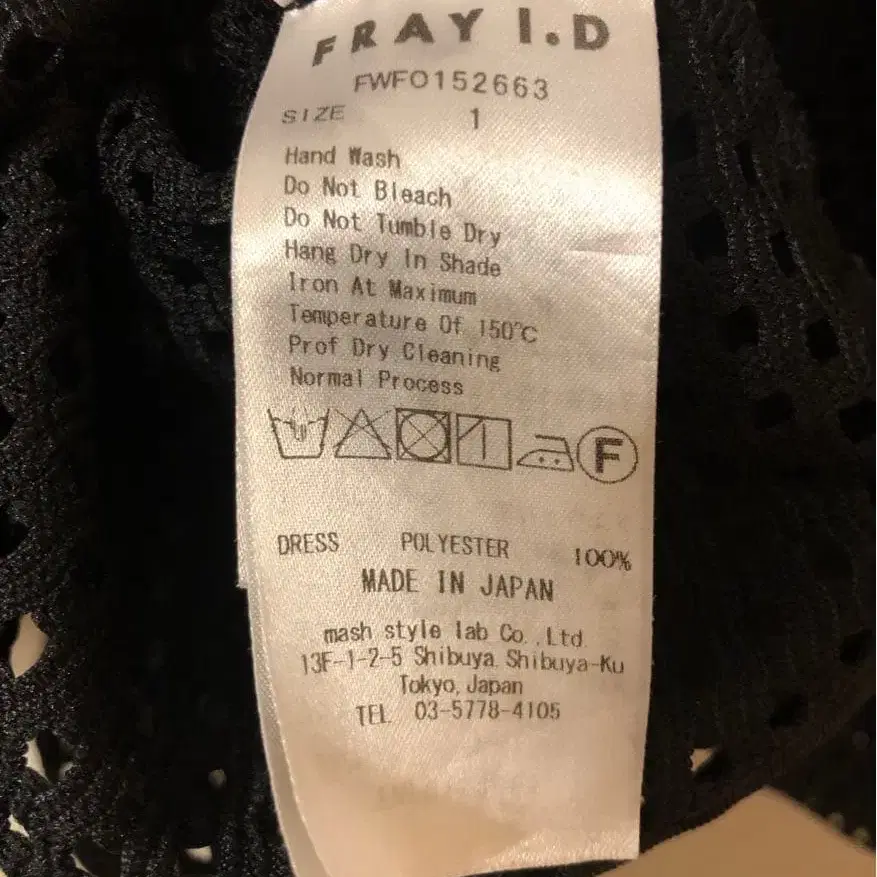 FRAY I.D
FWFO152663
SIZE 1
Hand Wash
Do Not Bleach
Do Not Tumble Dry
Hang Dry In Shade
Iron At Maximum
Temperature Of 150℃
Prof Dry Cleaning
Normal Process
F
DRESS POLYESTER 100%
MADE IN JAPAN
mash style lab Co.,Ltd.
13F-1-2-5 Shibuya Shibuya-Ku
Tokyo, Japan
TEL 03-5778-4105